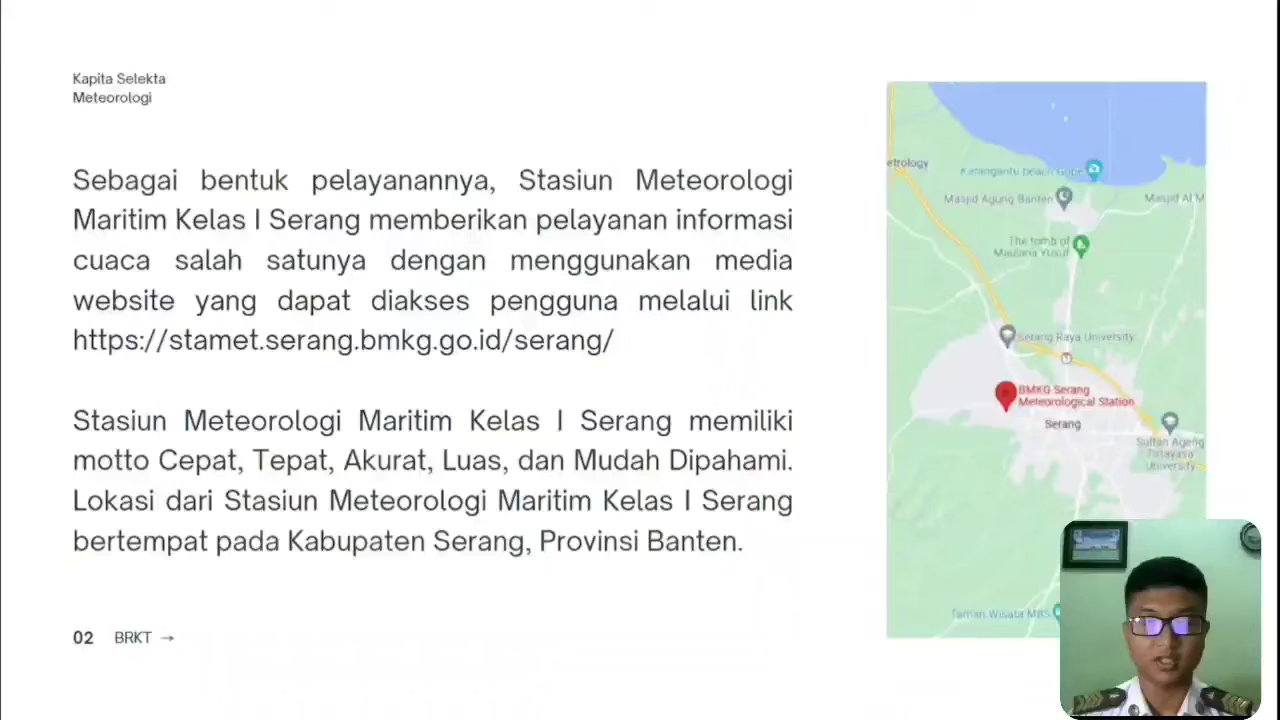 Kapita Selekta
Meteorologi
Sebagai bentuk pelayanannya, Stasiun Meteorologi
Maritim Kelas I Serang memberikan pelayanan informasi
cuaca salah satunya dengan menggunakan media
website yang dapat diakses pengguna melalui link
https://stamet.serang.bmkg.go.id/serang/
Stasiun Meteorologi Maritim Kelas I Serang memiliki
motto Cepat, Tepat, Akurat, Luas, dan Mudah Dipahami.
Lokasi dari Stasiun Meteorologi Maritim Kelas I Serang
bertempat pada Kabupaten Serang, Provinsi Banten.
02 BRKT →
etrology
Karangantu beach Gope
Masjid Agung Banten
Masjid Al M
The tomb of
Maulana Yusuf
Serang Raya University
BMKG Serang
Meteorological Station
Serang
Sultan Ageng
Tirtayasa
University
Taman Wisata MBS